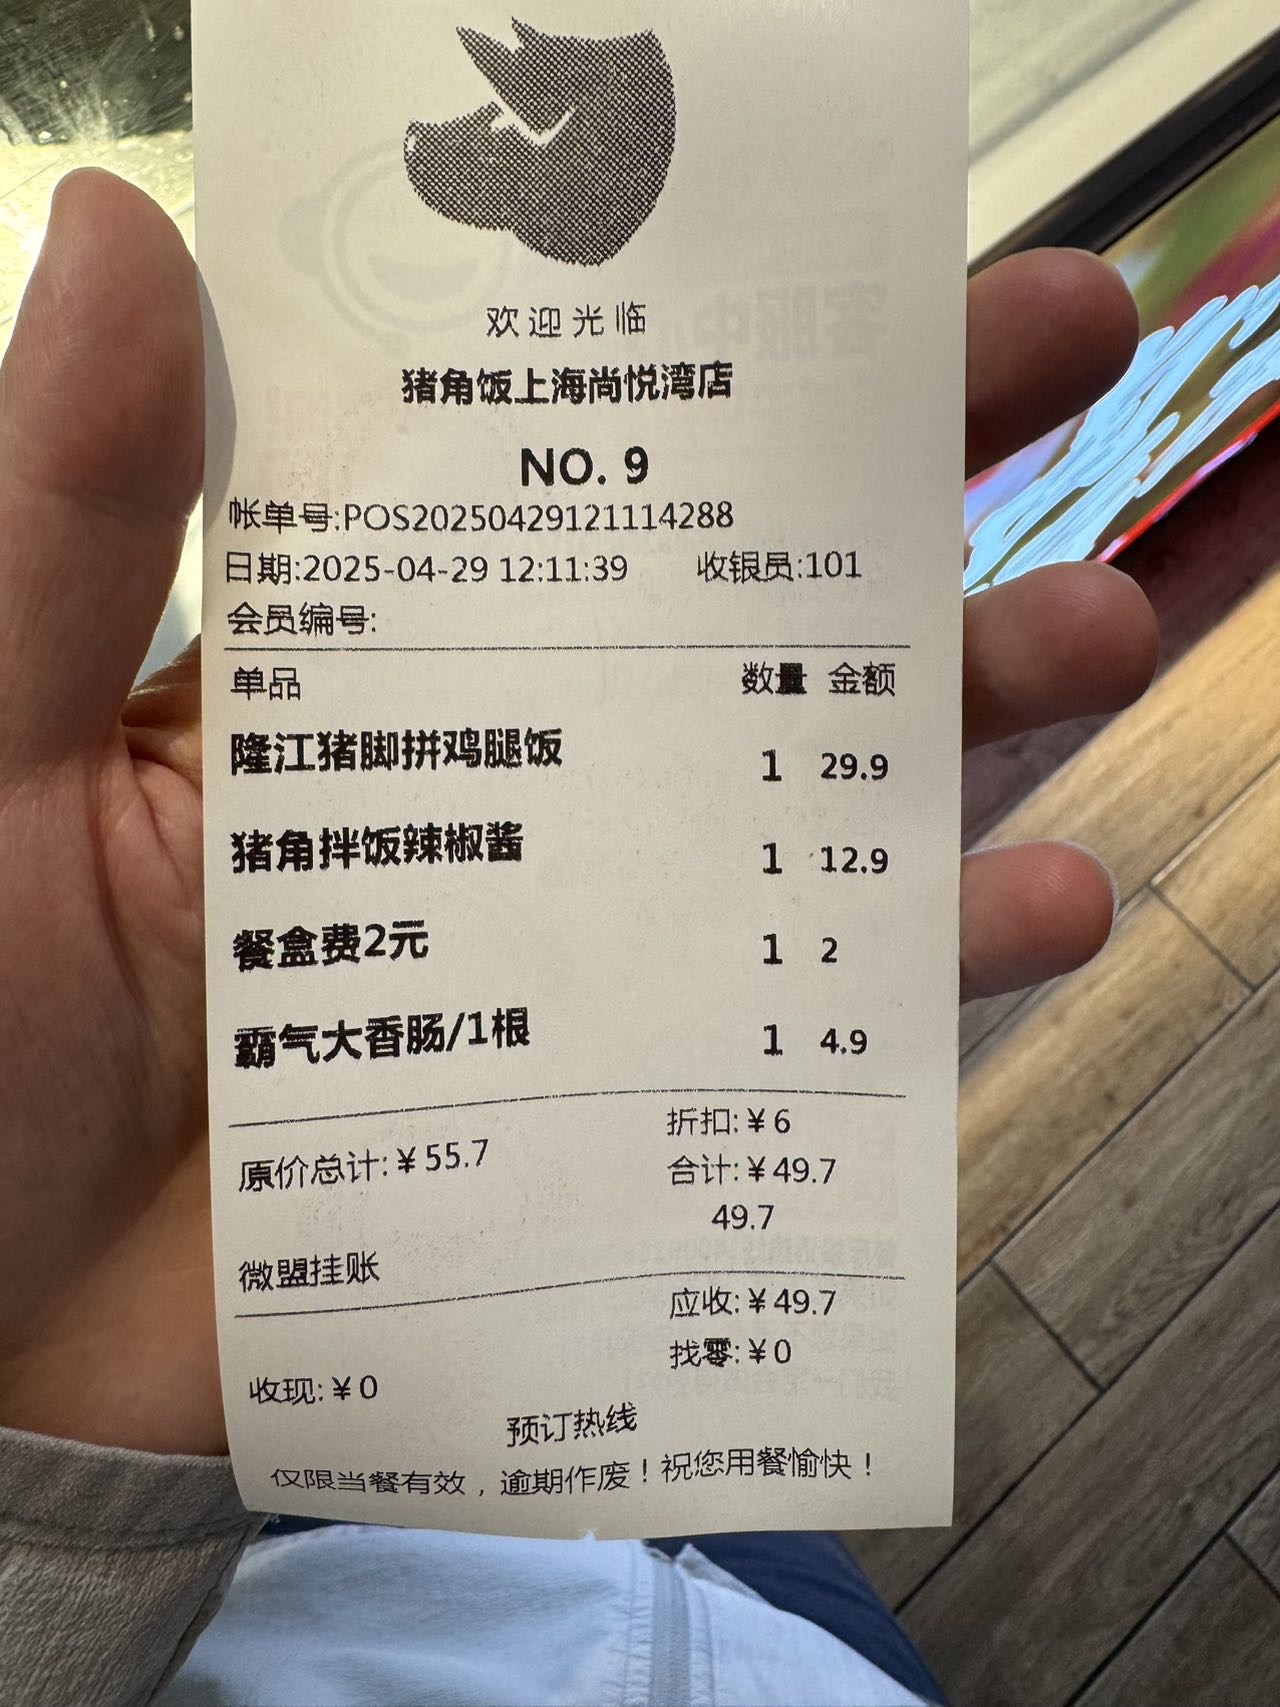 欢迎光临
猪角饭上海尚悦湾店
NO. 9
帐单号:POS20250429121114288
日期:2025-04-29 12:11:39 收银员:101
会员编号:
单品 数量 金额
隆江猪脚拼鸡腿饭 1 29.9
猪角拌饭辣椒酱 1 12.9
餐盒费2元 1 2
霸气大香肠/1根 1 4.9
折扣:¥6
原价总计:¥55.7 合计:¥49.7
49.7
微盟挂账
应收:¥49.7
找零:¥0
收现:¥0
预订热线
仅限当餐有效，逾期作废！祝您用餐愉快！